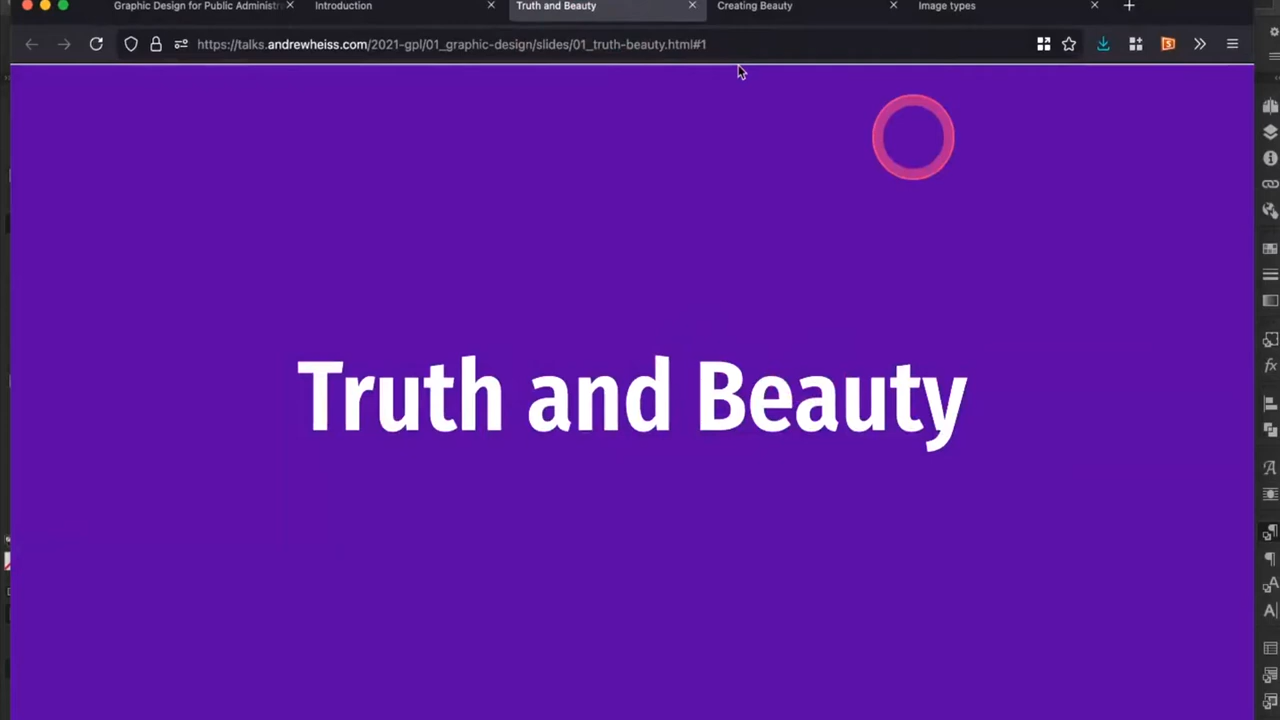 Graphic Design for Public Administr
Introduction
Truth and Beauty
Creating Beauty
Image types
https://talks.andrewheiss.com/2021-gpl/01_graphic-design/slides/01_truth-beauty.html#1
Truth and Beauty